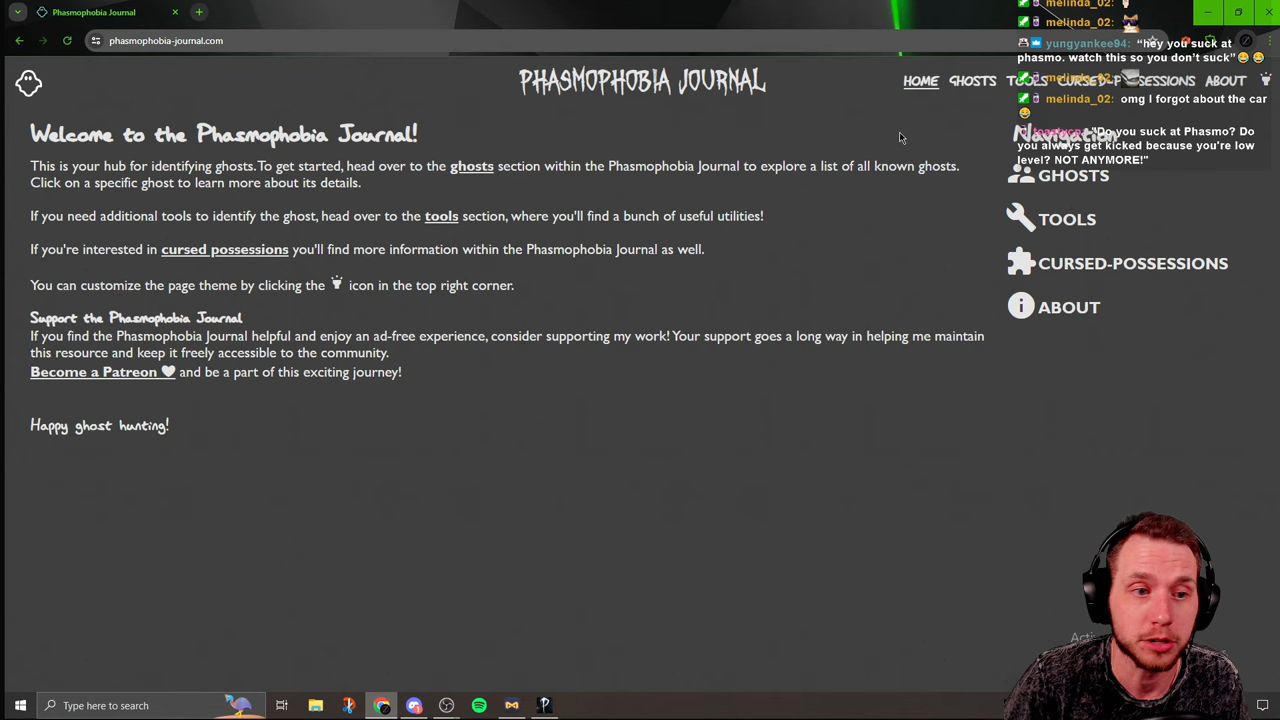 Phasmophobia Journal
phasmophobia-journal.com
melinda_02:
melinda_02:
yungyankee94: "hey you suck at
phasmo. watch this so you don't suck"
melinda_02:
melinda_02: omg I forgot about the car
"Do you suck at Phasmo? Do
you always get kicked because you're low
level? NOT ANYMORE!"
PHASMOPHOBIA JOURNAL
HOME GHOSTS TOOLS CURSED-POSSESSIONS ABOUT
Welcome to the Phasmophobia Journal!
This is your hub for identifying ghosts. To get started, head over to the ghosts section within the Phasmophobia Journal to explore a list of all known ghosts.
Click on a specific ghost to learn more about its details.
If you need additional tools to identify the ghost, head over to the tools section, where you'll find a bunch of useful utilities!
If you're interested in cursed possessions you'll find more information within the Phasmophobia Journal as well.
You can customize the page theme by clicking the icon in the top right corner.
Support the Phasmophobia Journal
If you find the Phasmophobia Journal helpful and enjoy an ad-free experience, consider supporting my work! Your support goes a long way in helping me maintain
this resource and keep it freely accessible to the community.
Become a Patreon and be a part of this exciting journey!
Happy ghost hunting!
Navigation
GHOSTS
TOOLS
CURSED-POSSESSIONS
ABOUT
Type here to search